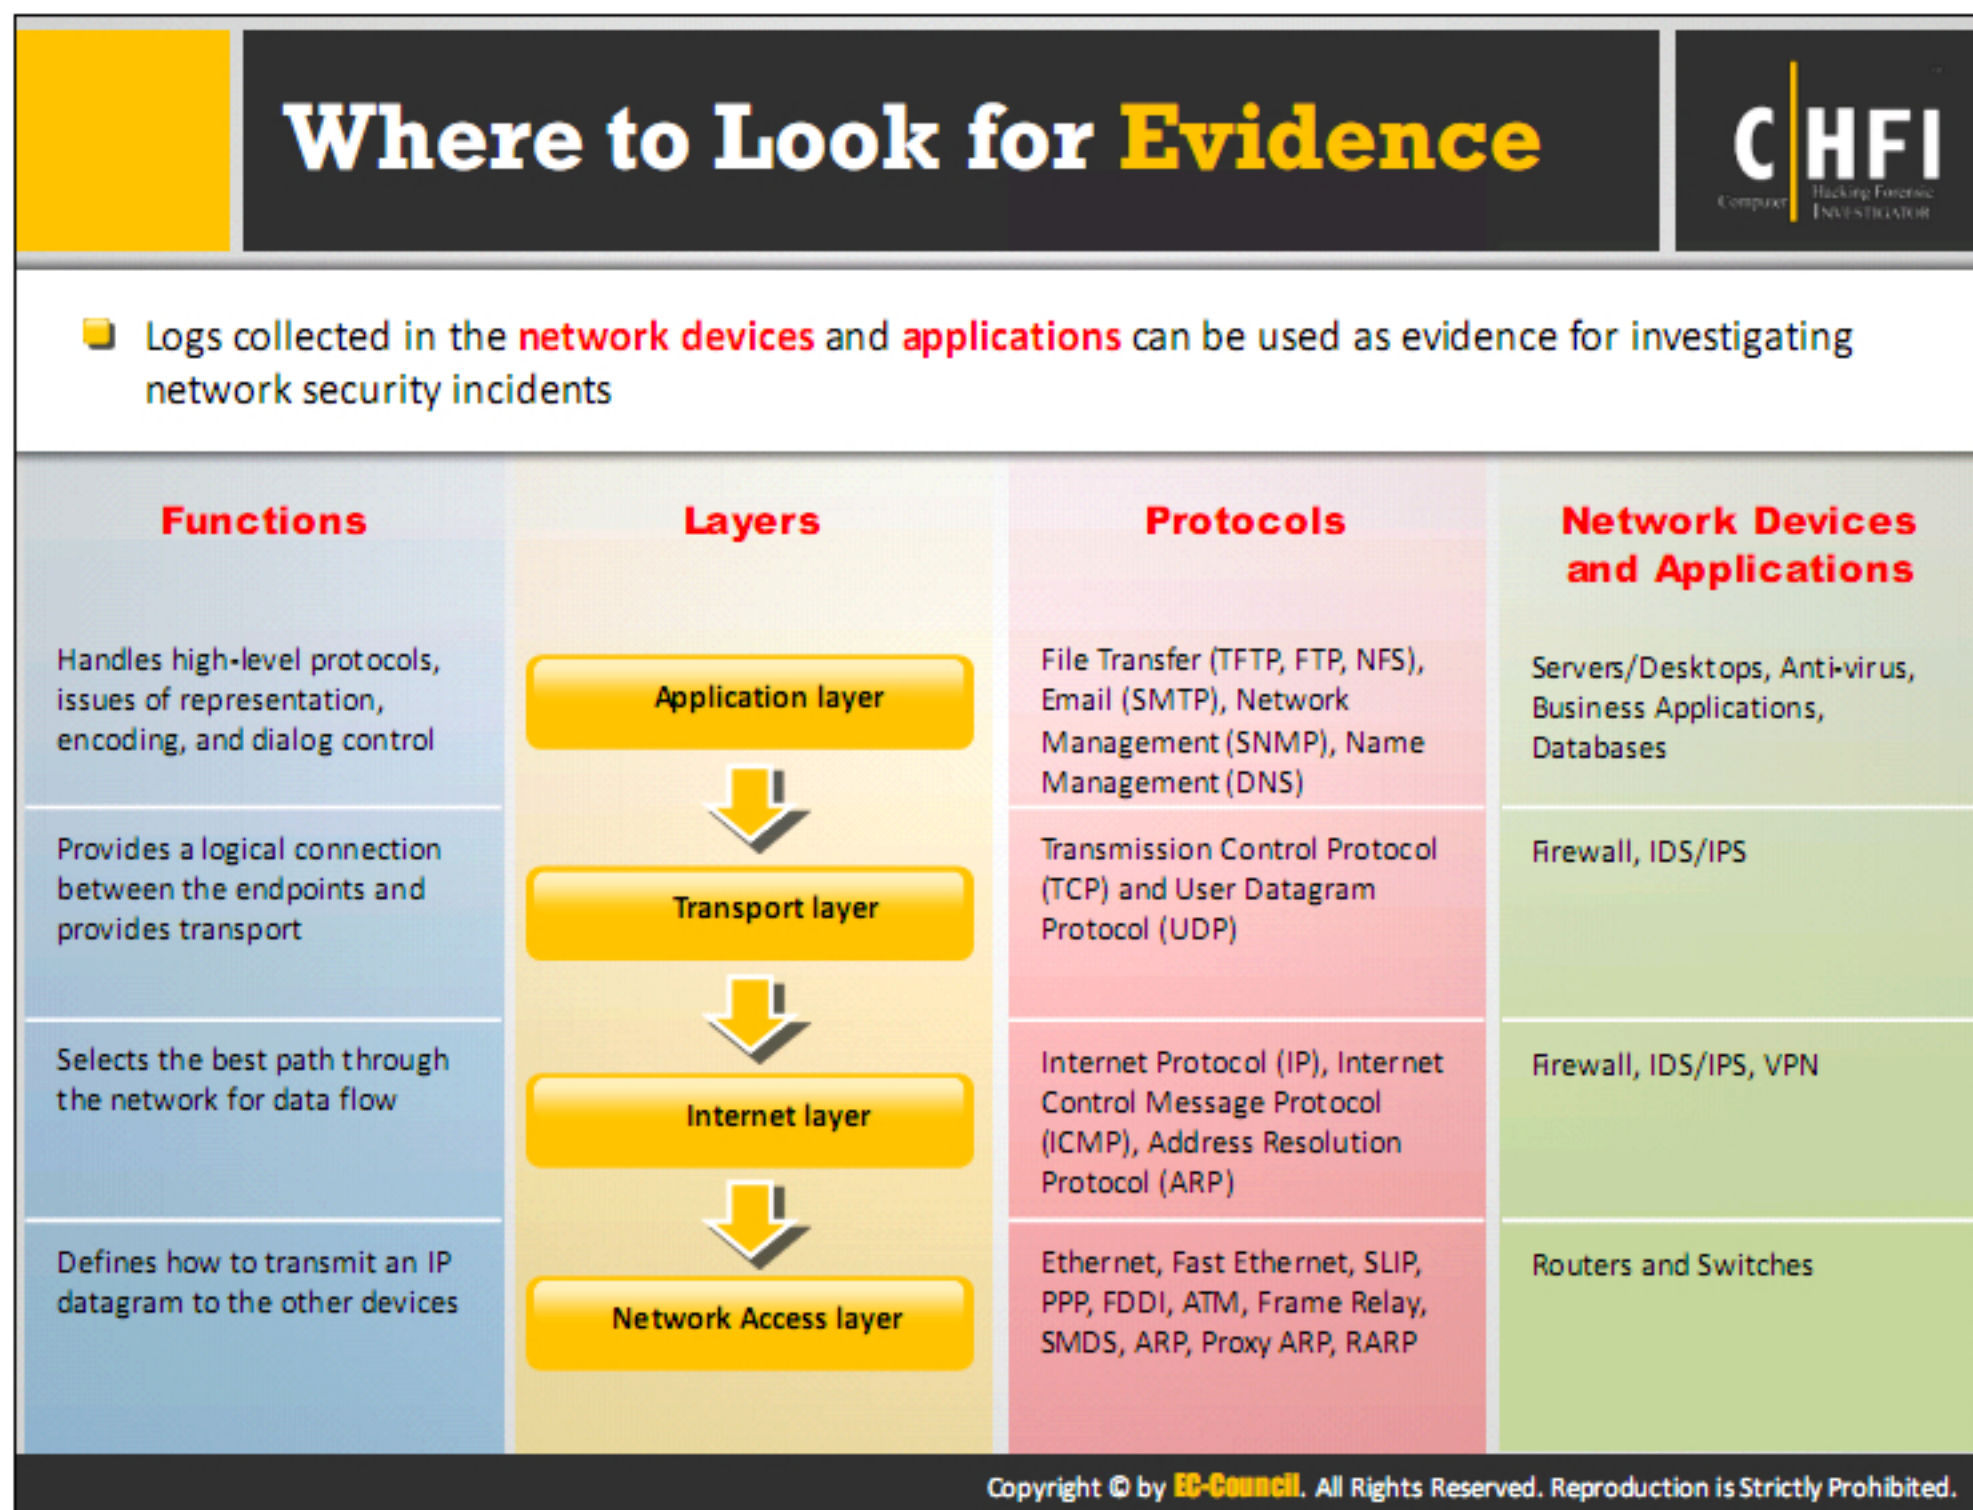 Where to Look for Evidence
C HFI
Computer
Hacking Forensic
INVESTIGATOR
Logs collected in the network devices and applications can be used as evidence for investigating
network security incidents
Functions
Layers
Protocols
Network Devices
and Applications
Handles high-level protocols,
issues of representation,
encoding, and dialog control
Application layer
File Transfer (TFTP, FTP, NFS),
Email (SMTP), Network
Management (SNMP), Name
Management (DNS)
Servers/Desktops, Anti-virus,
Business Applications,
Databases
Provides a logical connection
between the endpoints and
provides transport
Transport layer
Transmission Control Protocol
(TCP) and User Datagram
Protocol (UDP)
Firewall, IDS/IPS
Selects the best path through
the network for data flow
Internet layer
Internet Protocol (IP), Internet
Control Message Protocol
(ICMP), Address Resolution
Protocol (ARP)
Firewall, IDS/IPS, VPN
Defines how to transmit an IP
datagram to the other devices
Network Access layer
Ethernet, Fast Ethernet, SLIP,
PPP, FDDI, ATM, Frame Relay,
SMDS, ARP, Proxy ARP, RARP
Routers and Switches
Copyright © by EC-Council. All Rights Reserved. Reproduction is Strictly Prohibited.